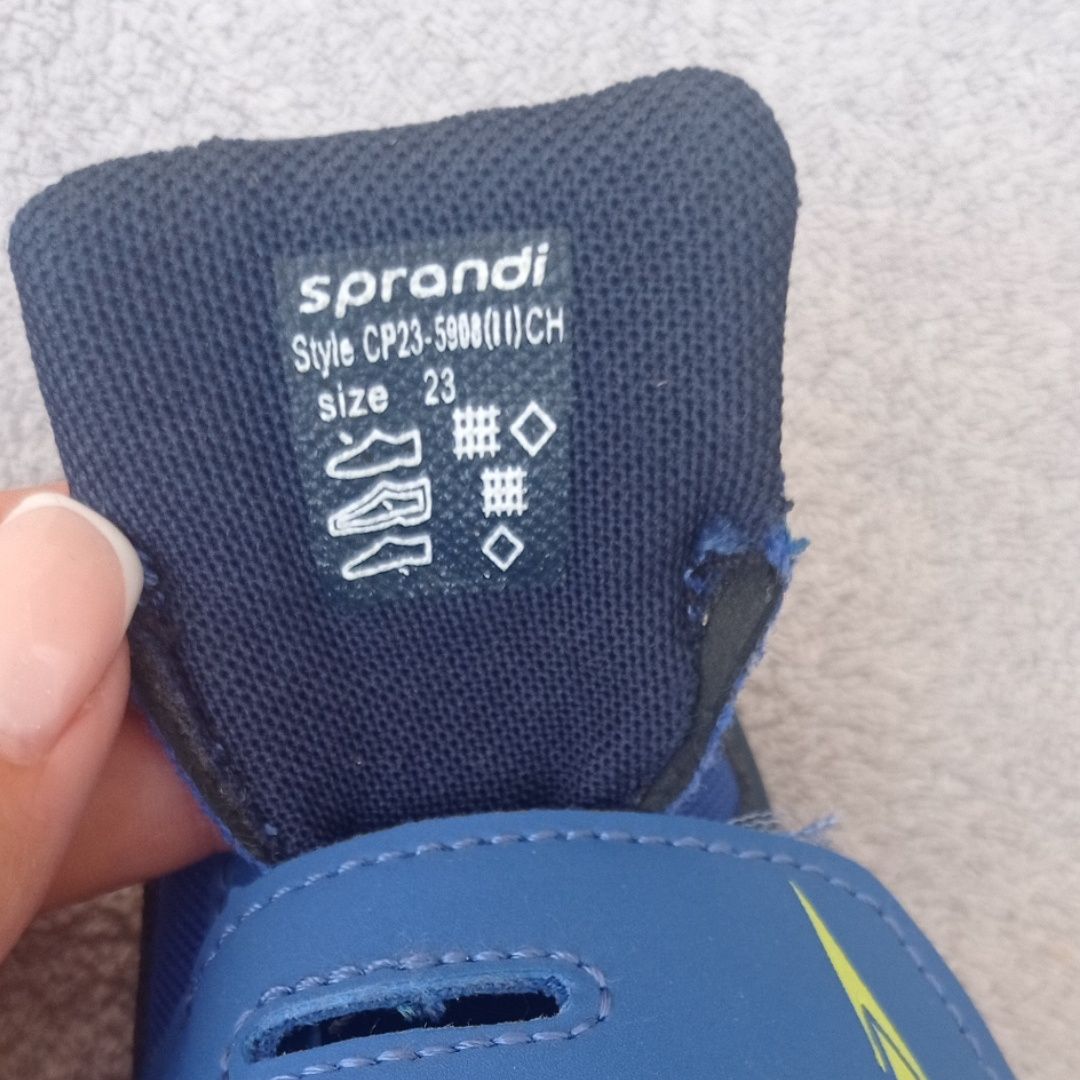 sprandi
Style CP23-5908(II)CH
size 23